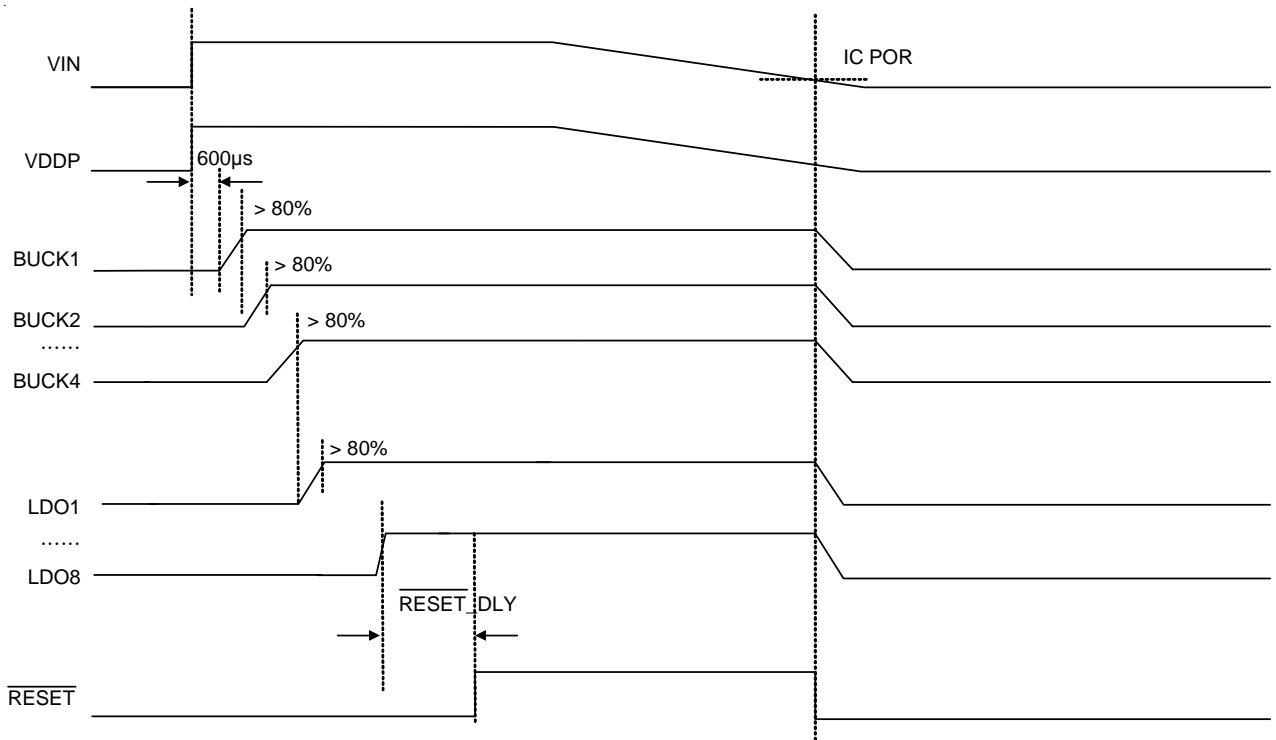 VIN
IC POR
VDDP
600µs
> 80%
BUCK1
> 80%
BUCK2
> 80%
......
BUCK4
> 80%
LDO1
......
LDO8
RESET_DLY
RESET